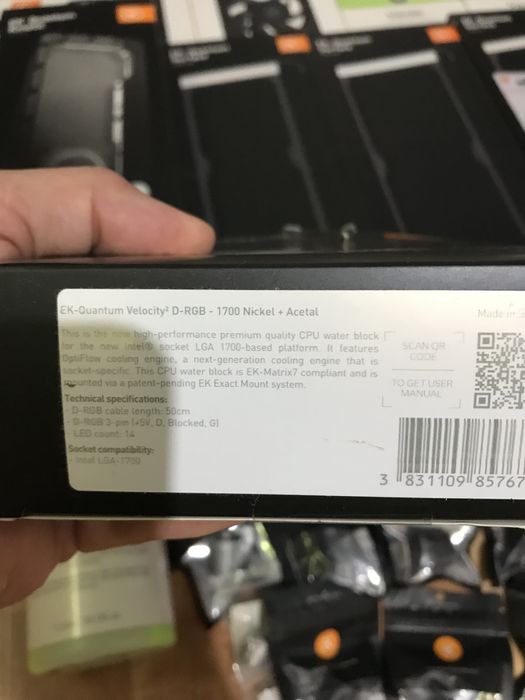 EK-Quantum Velocity² D-RGB - 1700 Nickel + Acetal
Made in
This is the new high-performance premium quality CPU water block
for the new intel® socket LGA 1700-based platform. It features
OptiFlow cooling engine, a next-generation cooling engine that is
socket-specific. This CPU water block is EK-Matrix7 compliant and is
mounted via a patent-pending EK Exact Mount system.
SCAN QR
CODE
TO GET USER
MANUAL
Technical specifications:
- D-RGB cable length: 50cm
- D-RGB 3-pin (+5V, D, Blocked, G)
- LED count: 14
Socket compatibility:
- Intel LGA-1700
3 831109 85767